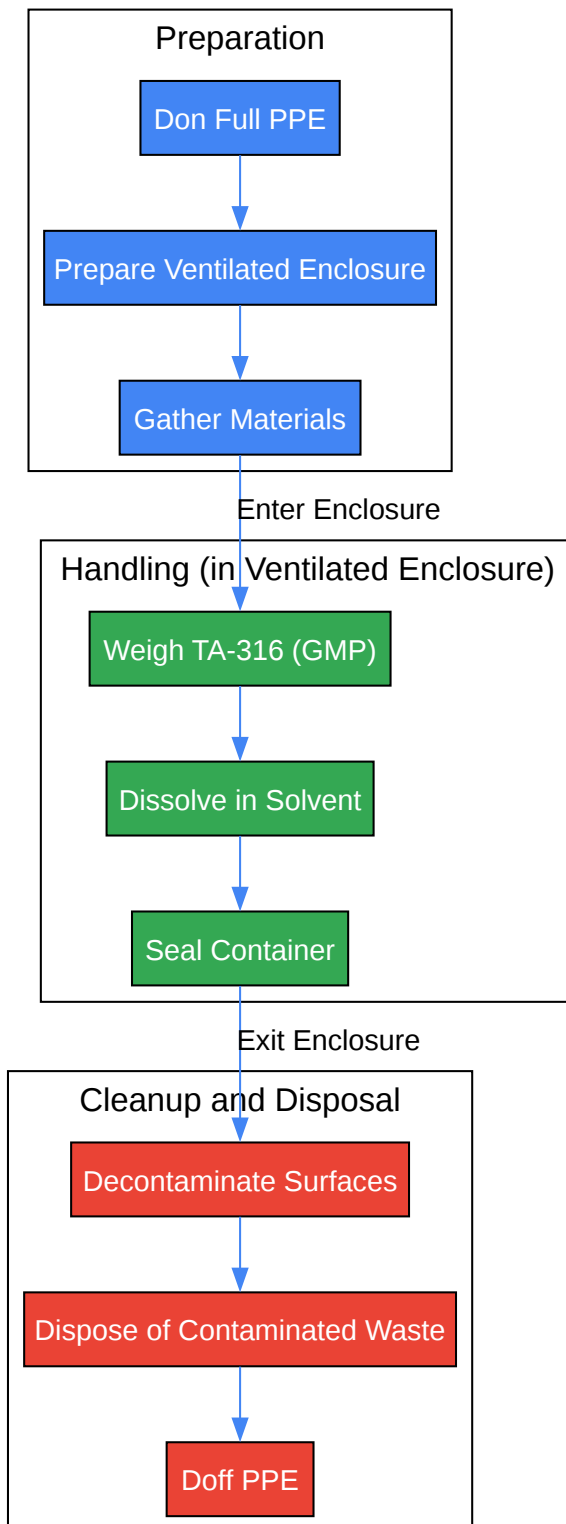 Preparation
Don Full PPE
Prepare Ventilated Enclosure
Gather Materials
Enter Enclosure
Handling (in Ventilated Enclosure)
Weigh TA-316 (GMP)
Dissolve in Solvent
Seal Container
Exit Enclosure
Cleanup and Disposal
Decontaminate Surfaces
Dispose of Contaminated Waste
Doff PPE